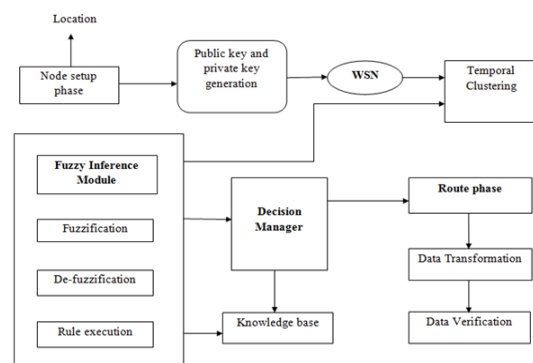 Location
Node setup
phase
Public key and
private key
generation
WSN
Temporal
Clustering
Fuzzy Inference
Module
Fuzzification
De-fuzzification
Rule execution
Decision
Manager
Knowledge base
Route phase
Data Transformation
Data Verification